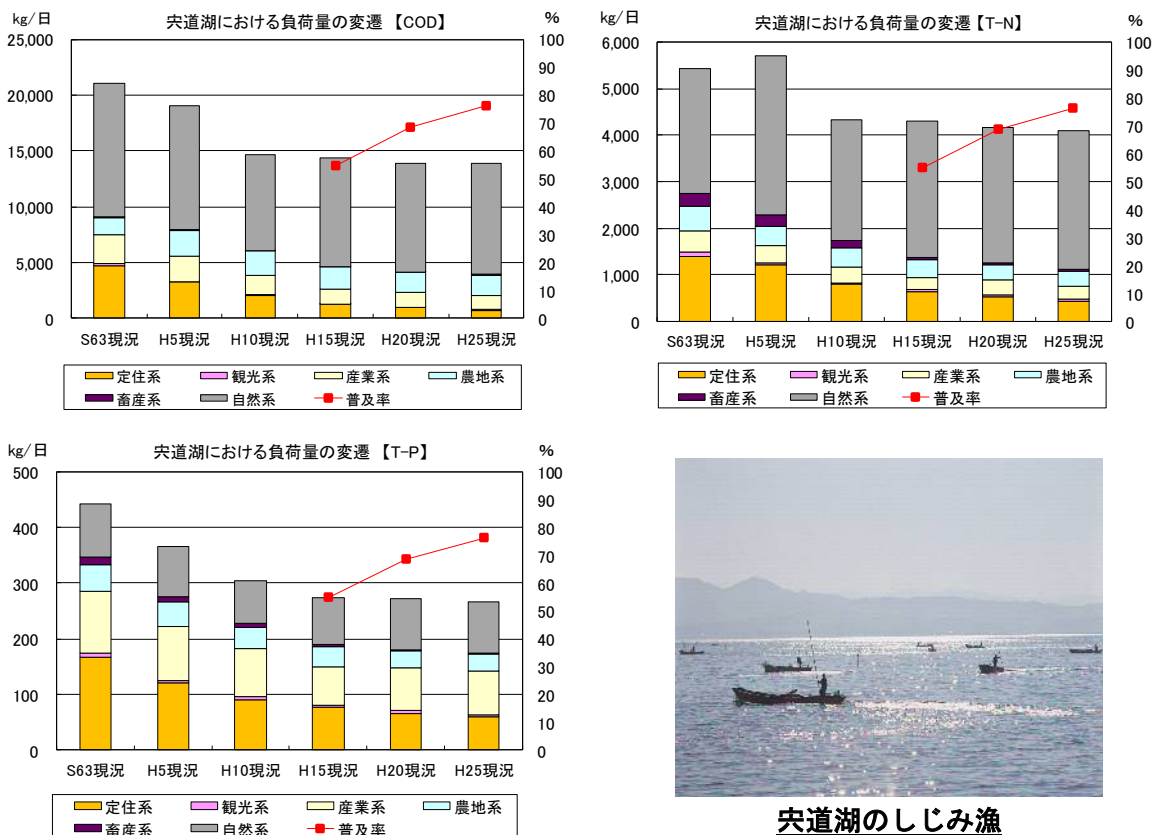 kg/日 宍道湖における負荷量の変遷 【COD】 %
25,000 100
90
20,000 80
70
15,000 60
50
10,000 40
30
5,000 20
10
0 0
S63現況 H5現況 H10現況 H15現況 H20現況 H25現況
定住系 観光系 産業系 農地系
畜産系 自然系 普及率
kg/日 宍道湖における負荷量の変遷【T-N】 %
6,000 100
90
5,000 80
70
4,000 60
3,000 50
40
2,000 30
1,000 20
10
0 0
S63現況 H5現況 H10現況 H15現況 H20現況 H25現況
定住系 観光系 産業系 農地系
畜産系 自然系 普及率
kg/日 宍道湖における負荷量の変遷 【T-P】 %
500 100
90
400 80
70
300 60
50
200 40
30
100 20
10
0 0
S63現況 H5現況 H10現況 H15現況 H20現況 H25現況
定住系 観光系 産業系 農地系
畜産系 自然系 普及率
宍道湖のしじみ漁